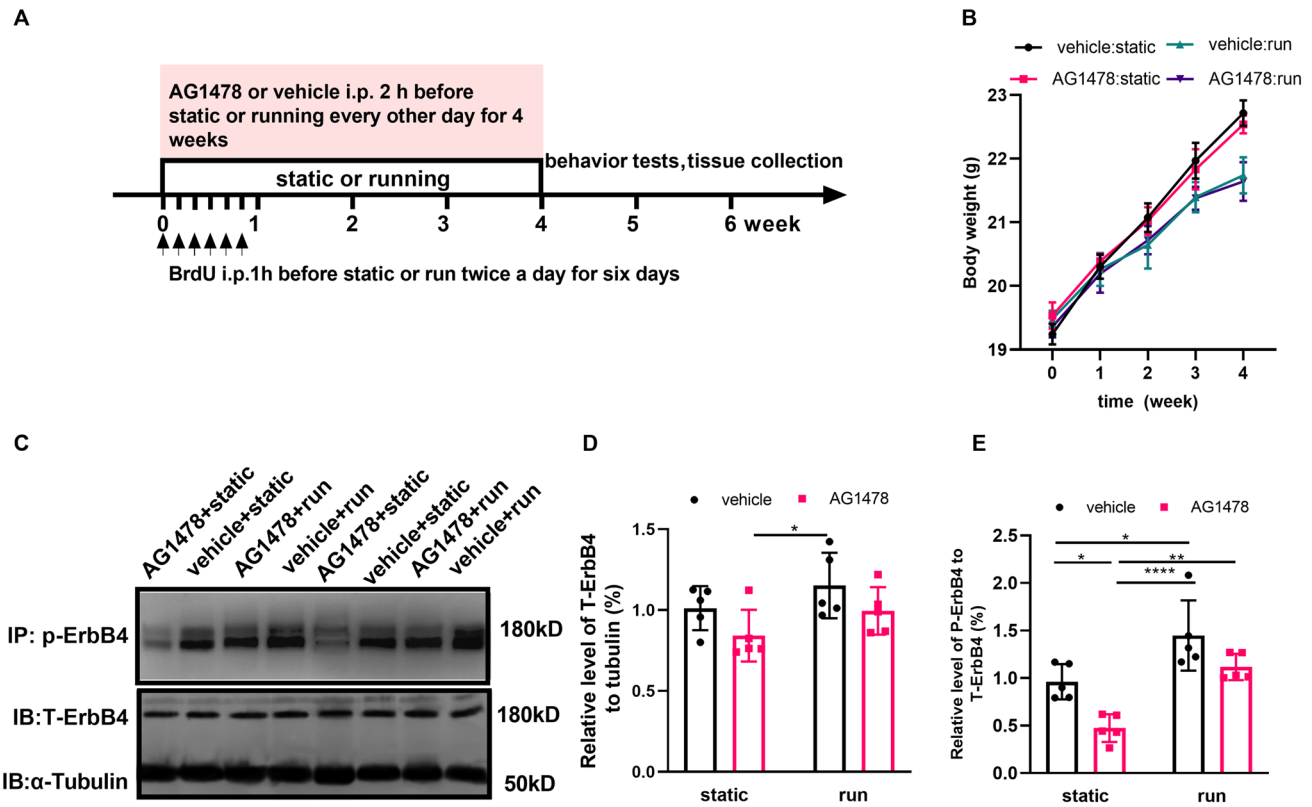 A
AG1478 or vehicle i.p. 2 h before
static or running every other day for 4
weeks
static or running
behavior tests,tissue collection
0 1 2 3 4 5 6 week
BrdU i.p.1h before static or run twice a day for six days
B
vehicle:static vehicle:run
AG1478:static AG1478:run
Body weight (g)
23
22
21
20
19
0 1 2 3 4
time (week)
C
AG1478+static
vehicle+static
AG1478+run
vehicle+run
AG1478+static
vehicle+static
AG1478+run
vehicle+run
IP: p-ErbB4 180kD
IB:T-ErbB4 180kD
IB:α-Tubulin 50kD
D
vehicle AG1478
Relative level of T-ErbB4
to tubulin (%)
1.5
1.0
0.5
0.0
*
static run
E
vehicle AG1478
Relative level of P-ErbB4 to
T-ErbB4 (%)
2.5
2.0
1.5
1.0
0.5
0.0
*
* **
****
static run